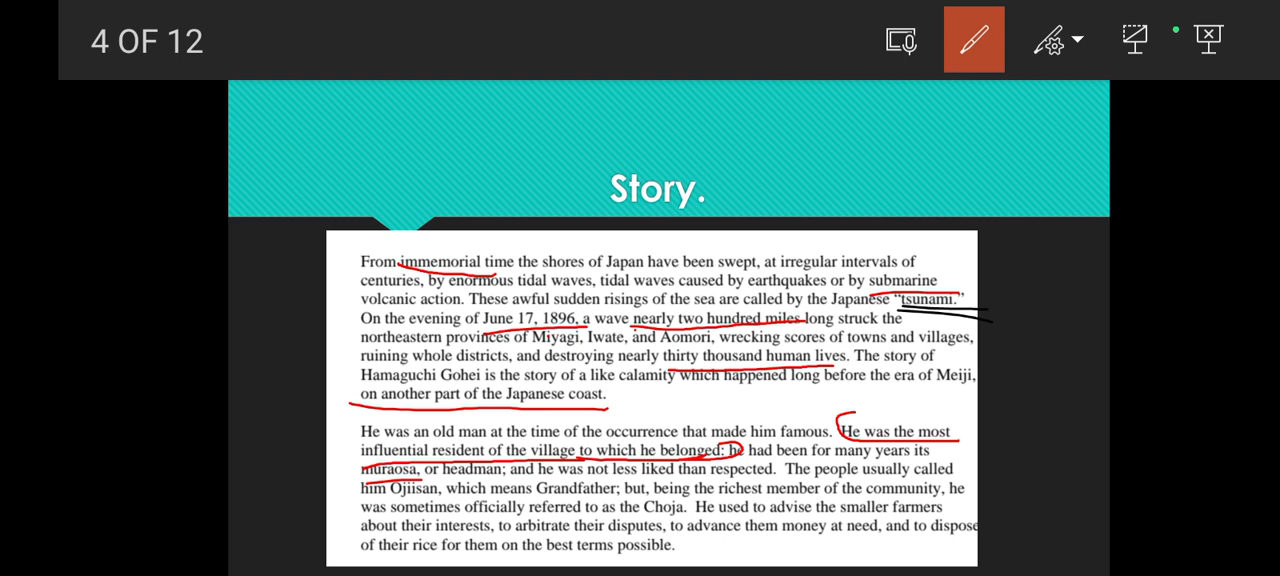 4 OF 12
Story.
From immemorial time the shores of Japan have been swept, at irregular intervals of
centuries, by enormous tidal waves, tidal waves caused by earthquakes or by submarine
volcanic action. These awful sudden risings of the sea are called by the Japanese “tsunami.”
On the evening of June 17, 1896, a wave nearly two hundred miles long struck the
northeastern provinces of Miyagi, Iwate, and Aomori, wrecking scores of towns and villages,
ruining whole districts, and destroying nearly thirty thousand human lives. The story of
Hamaguchi Gohei is the story of a like calamity which happened long before the era of Meiji,
on another part of the Japanese coast.
He was an old man at the time of the occurrence that made him famous. He was the most
influential resident of the village to which he belonged: he had been for many years its
muraosa, or headman; and he was not less liked than respected. The people usually called
him Ojiisan, which means Grandfather; but, being the richest member of the community, he
was sometimes officially referred to as the Choja. He used to advise the smaller farmers
about their interests, to arbitrate their disputes, to advance them money at need, and to dispose
of their rice for them on the best terms possible.